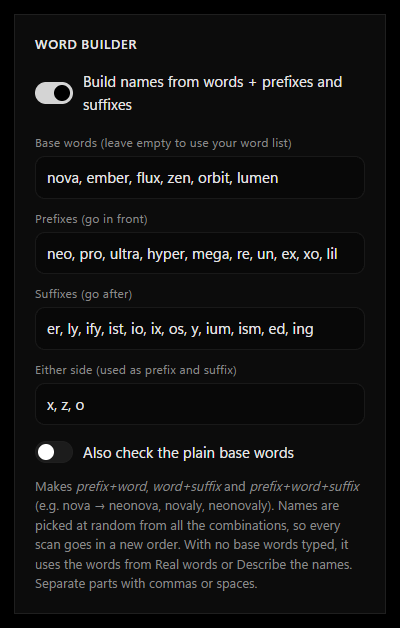 WORD BUILDER
Build names from words + prefixes and
suffixes
Base words (leave empty to use your word list)
nova, ember, flux, zen, orbit, lumen
Prefixes (go in front)
neo, pro, ultra, hyper, mega, re, un, ex, xo, lil
Suffixes (go after)
er, ly, ify, ist, io, ix, os, y, ium, ism, ed, ing
Either side (used as prefix and suffix)
x, z, o
Also check the plain base words
Makes prefix+word, word+suffix and prefix+word+suffix
(e.g. nova → neonova, novaly, neonovaly). Names are
picked at random from all the combinations, so every
scan goes in a new order. With no base words typed, it
uses the words from Real words or Describe the names.
Separate parts with commas or spaces.